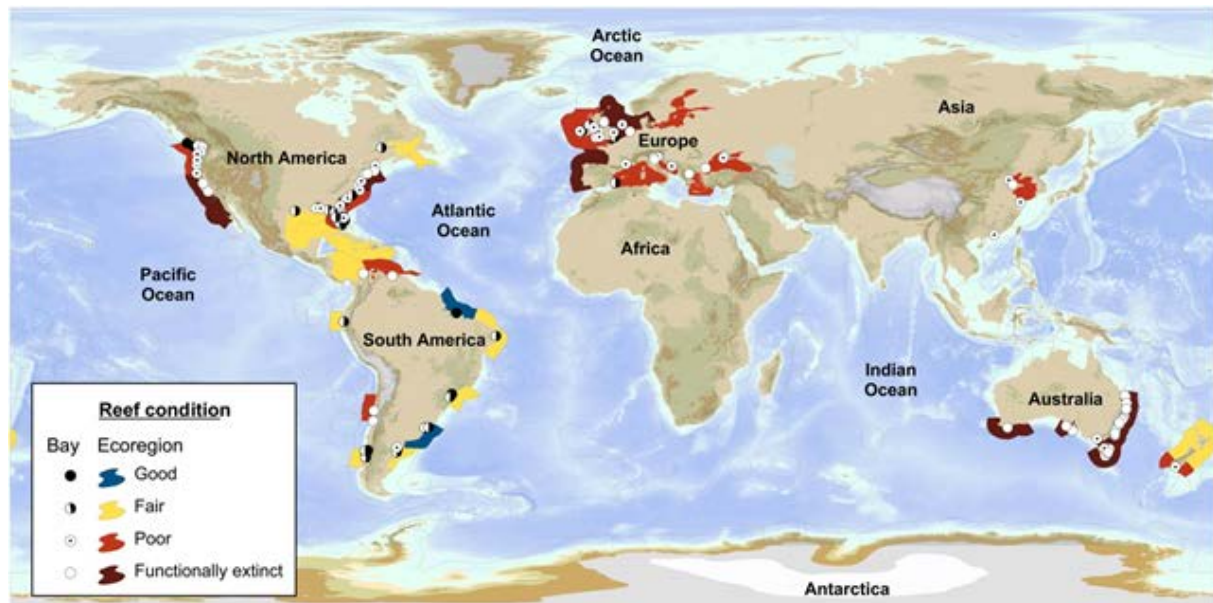 Arctic
Ocean
Asia
Europe
North America
Atlantic
Ocean
Africa
Pacific
Ocean
South America
Indian
Ocean
Australia
Reef condition
Bay Ecoregion
Good
Fair
Poor
Functionally extinct
Antarctica